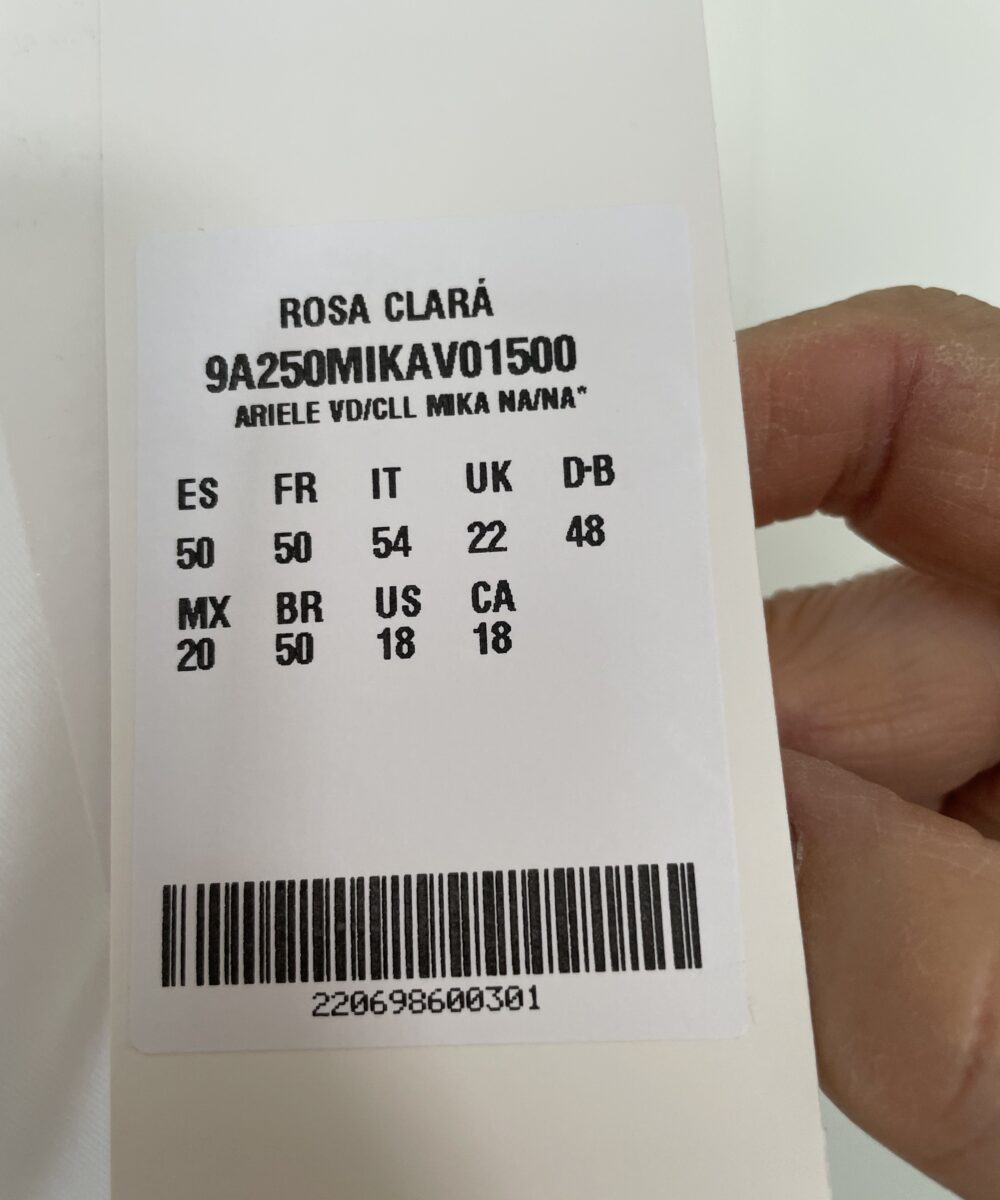 ROSA CLARÁ
9A250MIKAV01500
ARIELE VD/CLL MIKA NA/NA*
ES FR IT UK D-B
50 50 54 22 48
MX BR US CA
20 50 18 18
220698600301